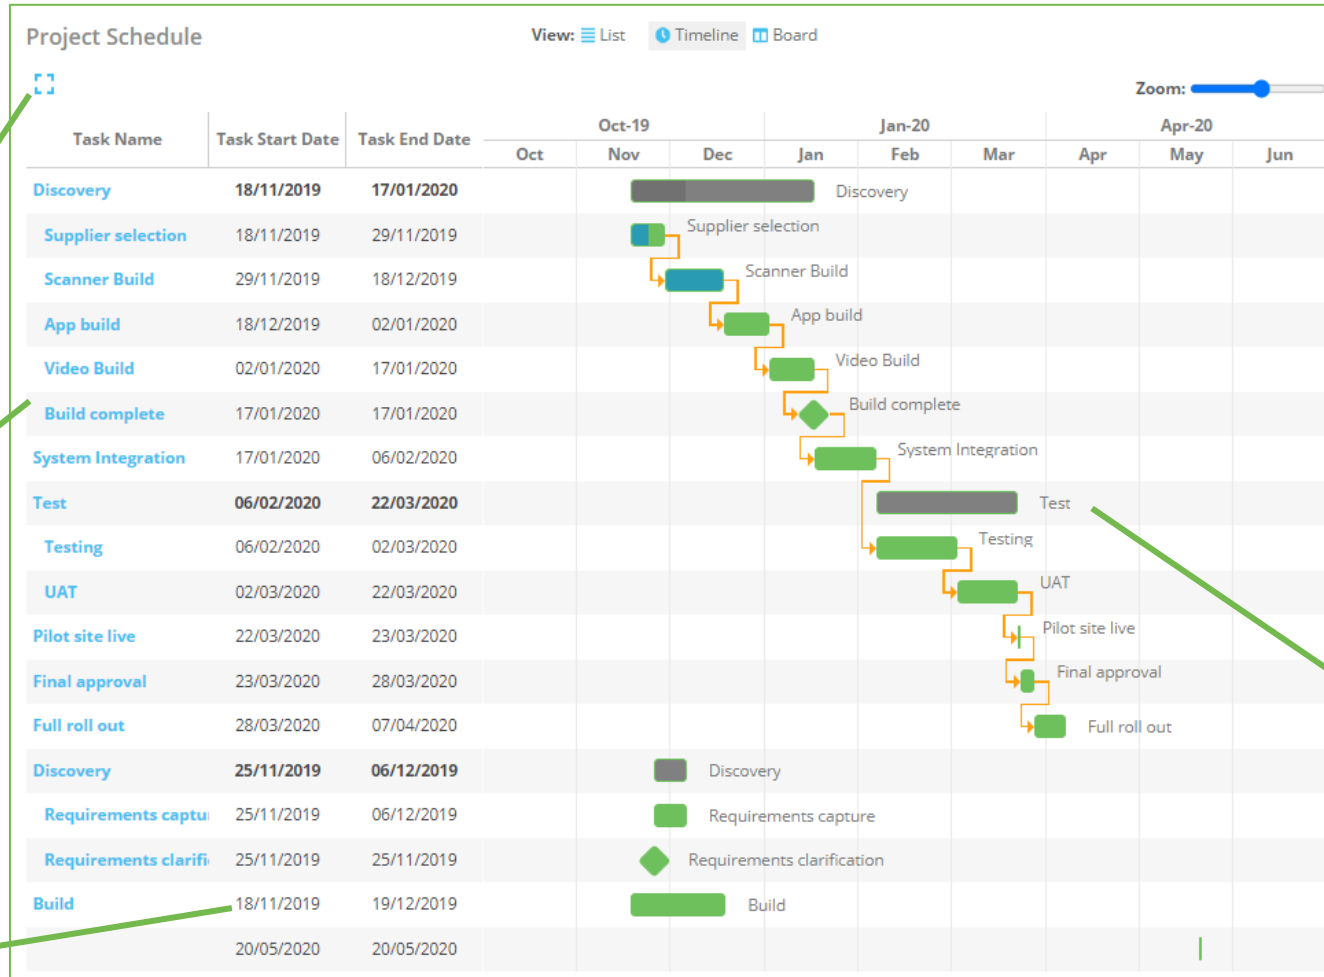 Project Schedule
View: List Timeline Board
Zoom:
Task Name Task Start Date Task End Date Oct-19 Jan-20 Apr-20
Oct Nov Dec Jan Feb Mar Apr May Jun
Discovery 18/11/2019 17/01/2020 Discovery
Supplier selection 18/11/2019 29/11/2019 Supplier selection
Scanner Build 29/11/2019 18/12/2019 Scanner Build
App build 18/12/2019 02/01/2020 App build
Video Build 02/01/2020 17/01/2020 Video Build
Build complete 17/01/2020 17/01/2020 Build complete
System Integration 17/01/2020 06/02/2020 System Integration
Test 06/02/2020 22/03/2020 Test
Testing 06/02/2020 02/03/2020 Testing
UAT 02/03/2020 22/03/2020 UAT
Pilot site live 22/03/2020 23/03/2020 Pilot site live
Final approval 23/03/2020 28/03/2020 Final approval
Full roll out 28/03/2020 07/04/2020 Full roll out
Discovery 25/11/2019 06/12/2019 Discovery
Requirements captu 25/11/2019 06/12/2019 Requirements capture
Requirements clarifi 25/11/2019 25/11/2019 Requirements clarification
Build 18/11/2019 19/12/2019 Build
20/05/2020 20/05/2020